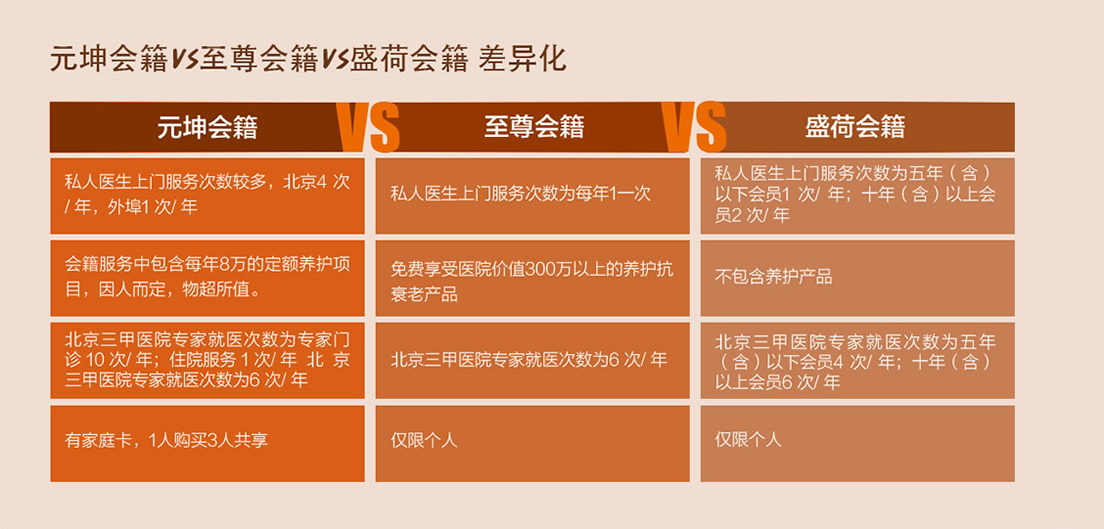 元坤会籍VS至尊会籍VS盛荷会籍 差异化
元坤会籍
VS
至尊会籍
VS
盛荷会籍
私人医生上门服务次数较多，北京4 次
/ 年，外埠1 次/ 年
私人医生上门服务次数为每年1一次
私人医生上门服务次数为五年（含）
以下会员1 次/ 年；十年（含）以上会
员2 次/ 年
会籍服务中包含每年8万的定额养护项
目，因人而定，物超所值。
免费享受医院价值300万以上的养护抗
衰老产品
不包含养护产品
北京三甲医院专家就医次数为专家门
诊 10 次/ 年；住院服务 1 次/ 年 北 京
三甲医院专家就医次数为6 次/ 年
北京三甲医院专家就医次数为6 次/ 年
北京三甲医院专家就医次数为五年
（含）以下会员4 次/ 年；十年（含）
以上会员6 次/ 年
有家庭卡，1人购买3人共享
仅限个人
仅限个人